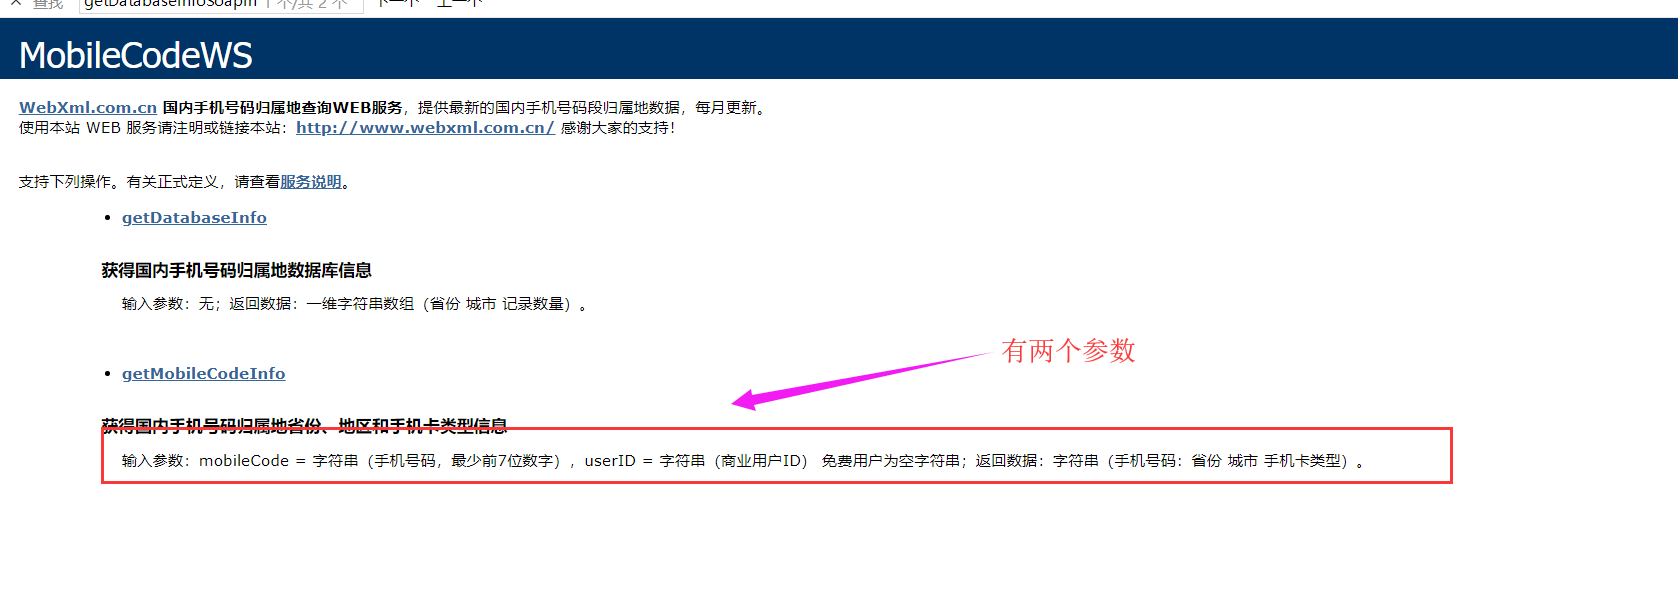 查找 getDatabaseInfoSoapIn 1 个/共 2 个 下一个 上一个
MobileCodeWS
WebXml.com.cn 国内手机号码归属地查询WEB服务，提供最新的国内手机号码段归属地数据，每月更新。
使用本站 WEB 服务请注明或链接本站：http://www.webxml.com.cn/ 感谢大家的支持！
支持下列操作。有关正式定义，请查看服务说明。
• getDatabaseInfo
获得国内手机号码归属地数据库信息
输入参数：无；返回数据：一维字符串数组（省份 城市 记录数量）。
有两个参数
• getMobileCodeInfo
获得国内手机号码归属地省份、地区和手机卡类型信息
输入参数：mobileCode = 字符串（手机号码，最少前7位数字），userID = 字符串（商业用户ID） 免费用户为空字符串；返回数据：字符串（手机号码：省份 城市 手机卡类型）。